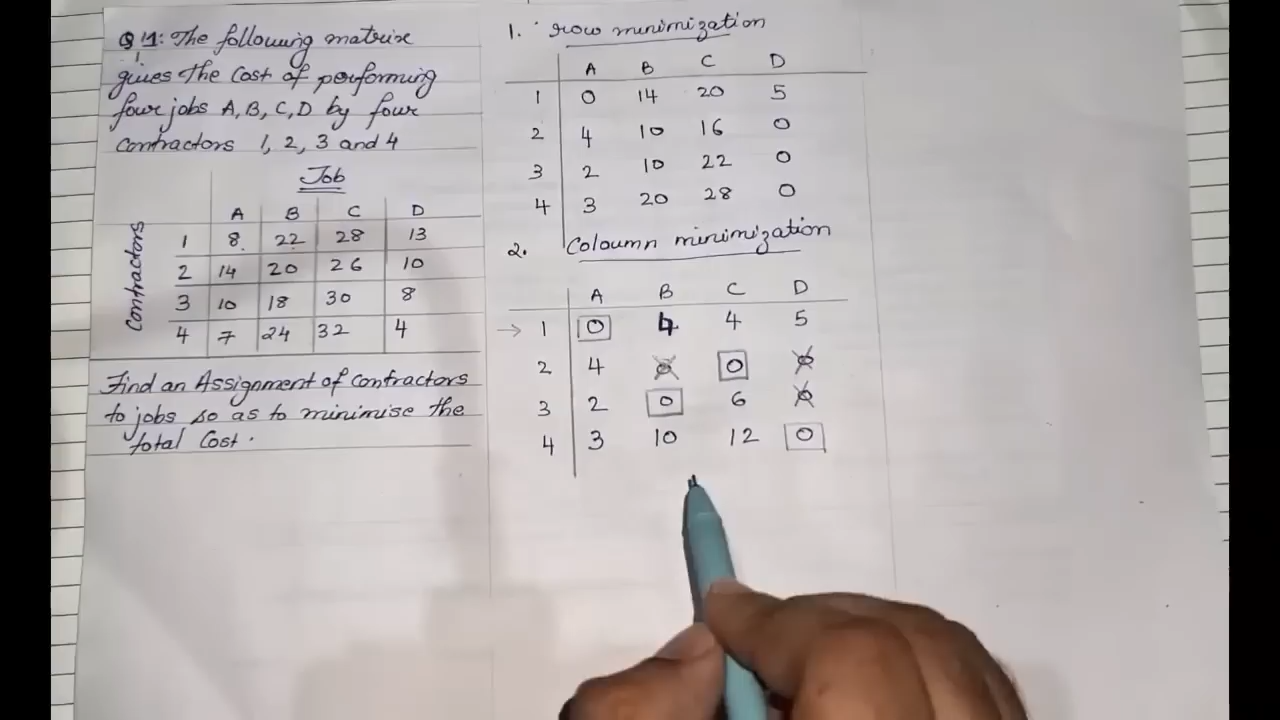 Q 1: The following matrix
gives the cost of performing
four jobs A, B, C, D by four
contractors 1, 2, 3 and 4
Job
Contractors
A B C D
1 8 22 28 13
2 14 20 26 10
3 10 18 30 8
4 7 24 32 4
Find an Assignment of contractors
to jobs so as to minimise the
total cost.
1. row minimization
A B C D
1 0 14 20 5
2 4 10 16 0
3 2 10 22 0
4 3 20 28 0
2. Coloumn minimization
A B C D
→ 1 0 4 4 5
2 4 0 0 0
3 2 0 6 0
4 3 10 12 0